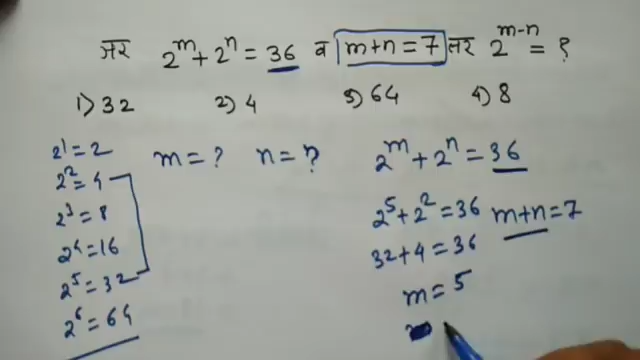 जर 2^m + 2^n = 36 व m+n = 7 तर 2^(m-n) = ?
1) 32 2) 4 3) 64 4) 8
2^1 = 2
2^2 = 4
2^3 = 8
2^4 = 16
2^5 = 32
2^6 = 64
m = ? n = ?
2^m + 2^n = 36
2^5 + 2^2 = 36 m+n = 7
32 + 4 = 36
m = 5